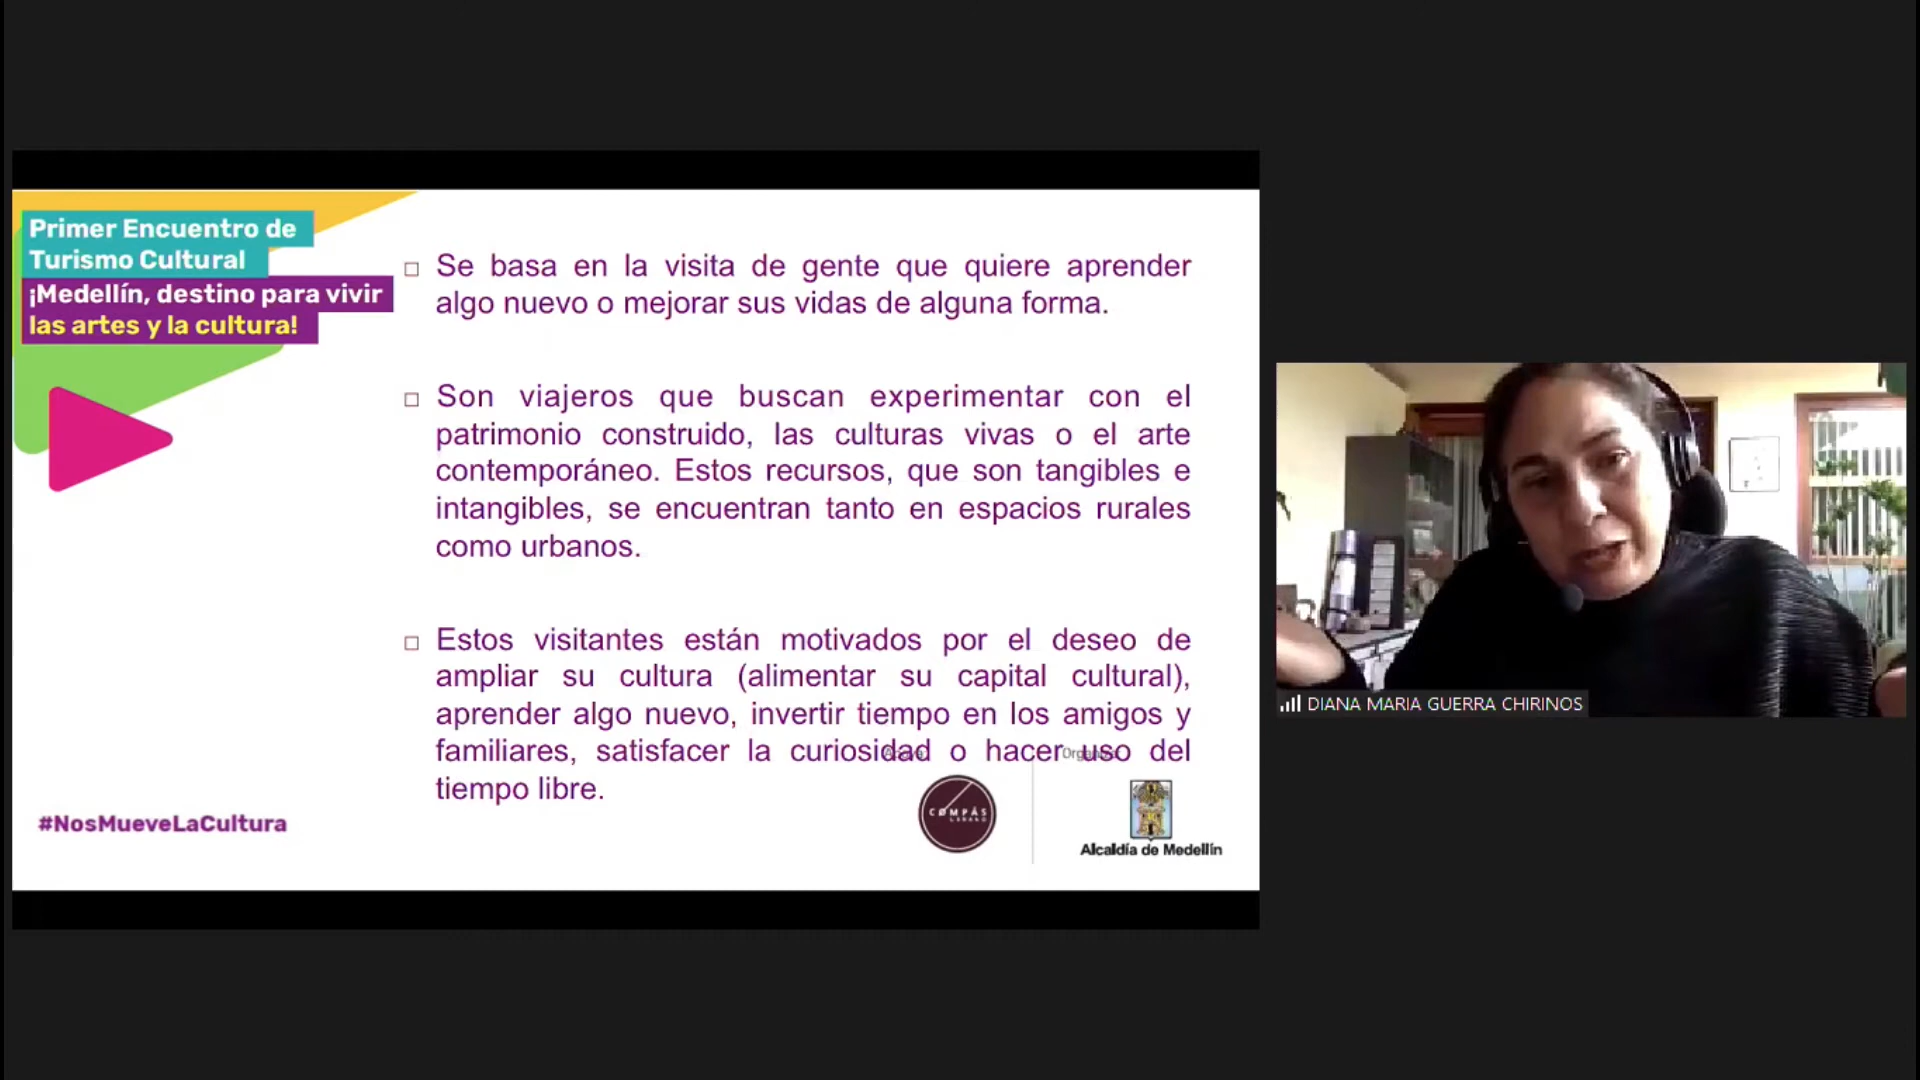 Primer Encuentro de
Turismo Cultural
¡Medellín, destino para vivir
las artes y la cultura!
□ Se basa en la visita de gente que quiere aprender
algo nuevo o mejorar sus vidas de alguna forma.
□ Son viajeros que buscan experimentar con el
patrimonio construido, las culturas vivas o el arte
contemporáneo. Estos recursos, que son tangibles e
intangibles, se encuentran tanto en espacios rurales
como urbanos.
□ Estos visitantes están motivados por el deseo de
ampliar su cultura (alimentar su capital cultural),
aprender algo nuevo, invertir tiempo en los amigos y
familiares, satisfacer la curiosidad o hacer uso del
tiempo libre.
#NosMueveLaCultura
COMPÁS
URBANO
Alcaldía de Medellín
DIANA MARIA GUERRA CHIRINOS